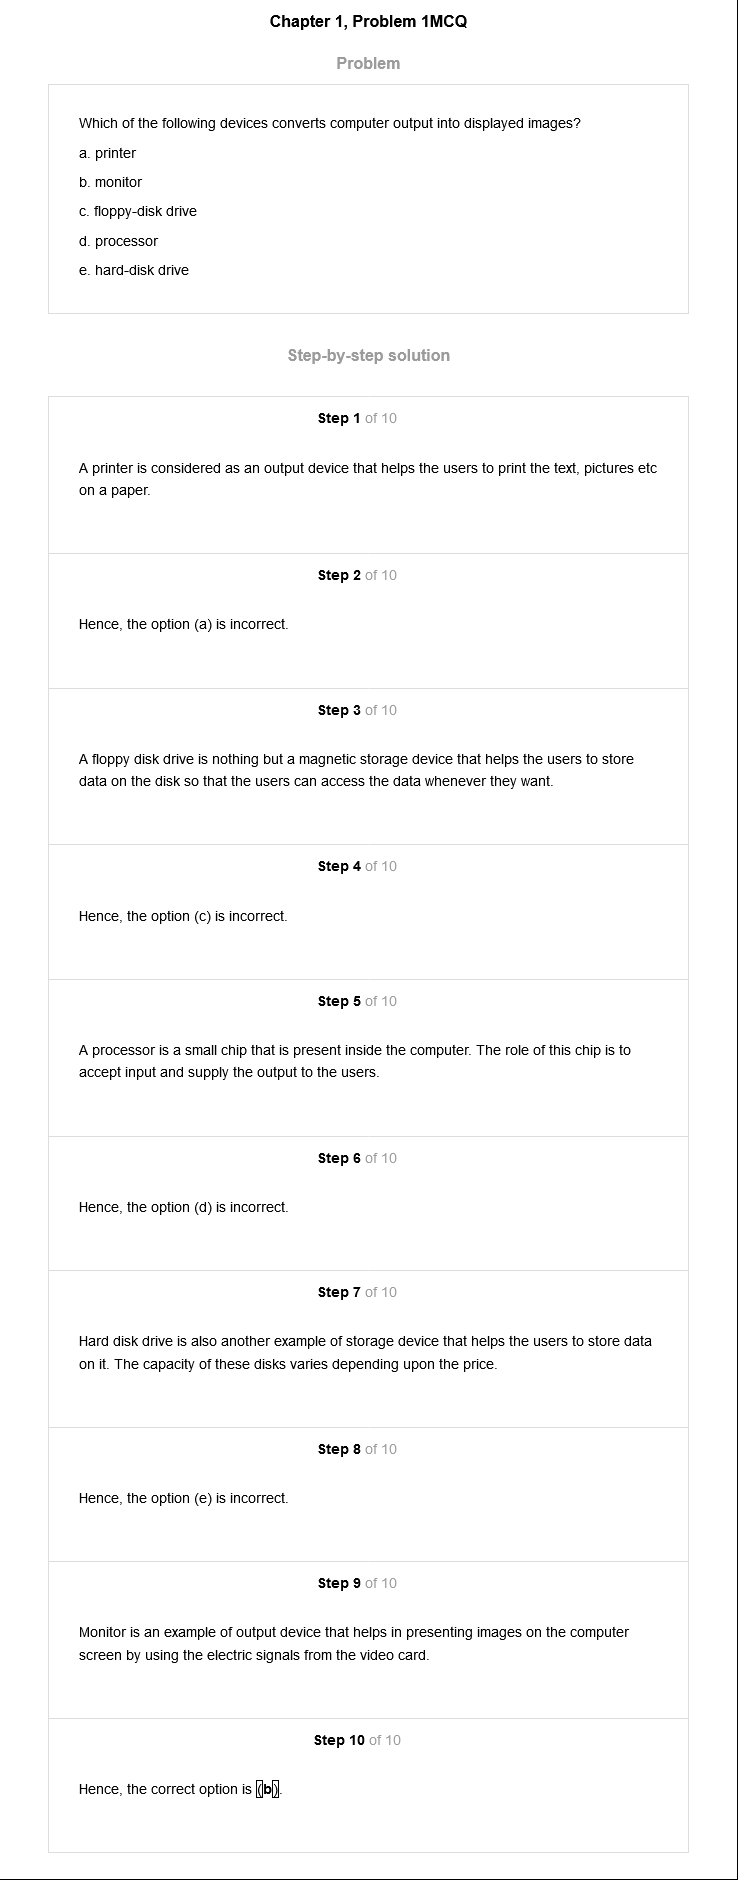 Chapter 1, Problem 1MCQ
Problem
Which of the following devices converts computer output into displayed images?
a. printer
b. monitor
c. floppy-disk drive
d. processor
e. hard-disk drive
Step-by-step solution
Step 1 of 10
A printer is considered as an output device that helps the users to print the text, pictures etc
on a paper.
Step 2 of 10
Hence, the option (a) is incorrect.
Step 3 of 10
A floppy disk drive is nothing but a magnetic storage device that helps the users to store
data on the disk so that the users can access the data whenever they want.
Step 4 of 10
Hence, the option (c) is incorrect.
Step 5 of 10
A processor is a small chip that is present inside the computer. The role of this chip is to
accept input and supply the output to the users.
Step 6 of 10
Hence, the option (d) is incorrect.
Step 7 of 10
Hard disk drive is also another example of storage device that helps the users to store data
on it. The capacity of these disks varies depending upon the price.
Step 8 of 10
Hence, the option (e) is incorrect.
Step 9 of 10
Monitor is an example of output device that helps in presenting images on the computer
screen by using the electric signals from the video card.
Step 10 of 10
Hence, the correct option is (b).